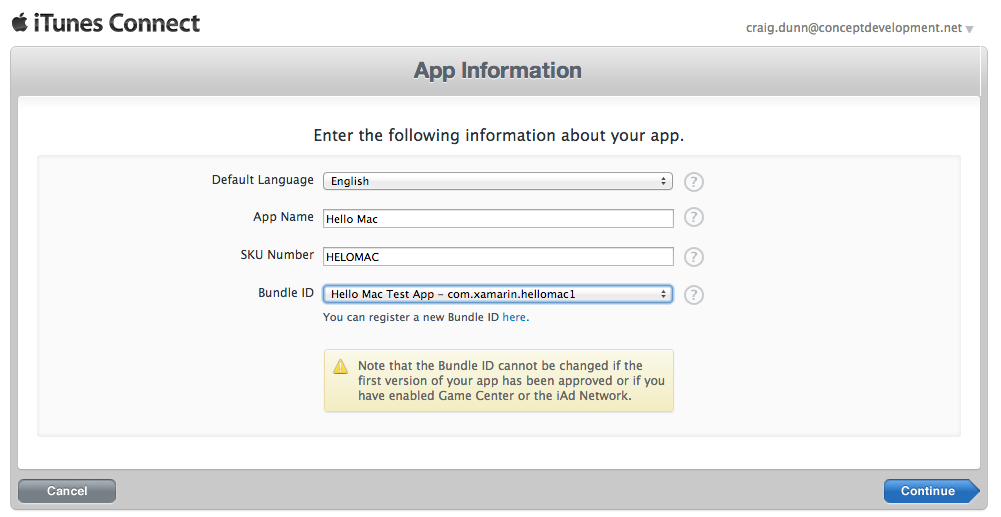 iTunes Connect
craig.dunn@conceptdevelopment.net
App Information
Enter the following information about your app.
Default Language English ?
App Name Hello Mac ?
SKU Number HELOMAC ?
Bundle ID Hello Mac Test App - com.xamarin.hellomac1 ?
You can register a new Bundle ID here.
Note that the Bundle ID cannot be changed if the
first version of your app has been approved or if you
have enabled Game Center or the iAd Network.
Cancel Continue